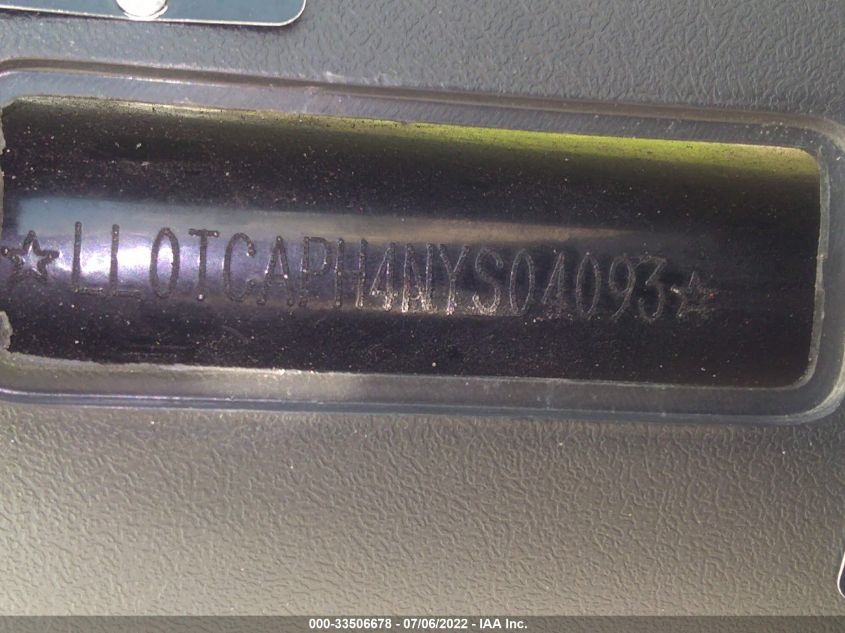 ☆LL0TCAPH4NYS04093☆
000-33506678 - 07/06/2022 - IAA Inc.